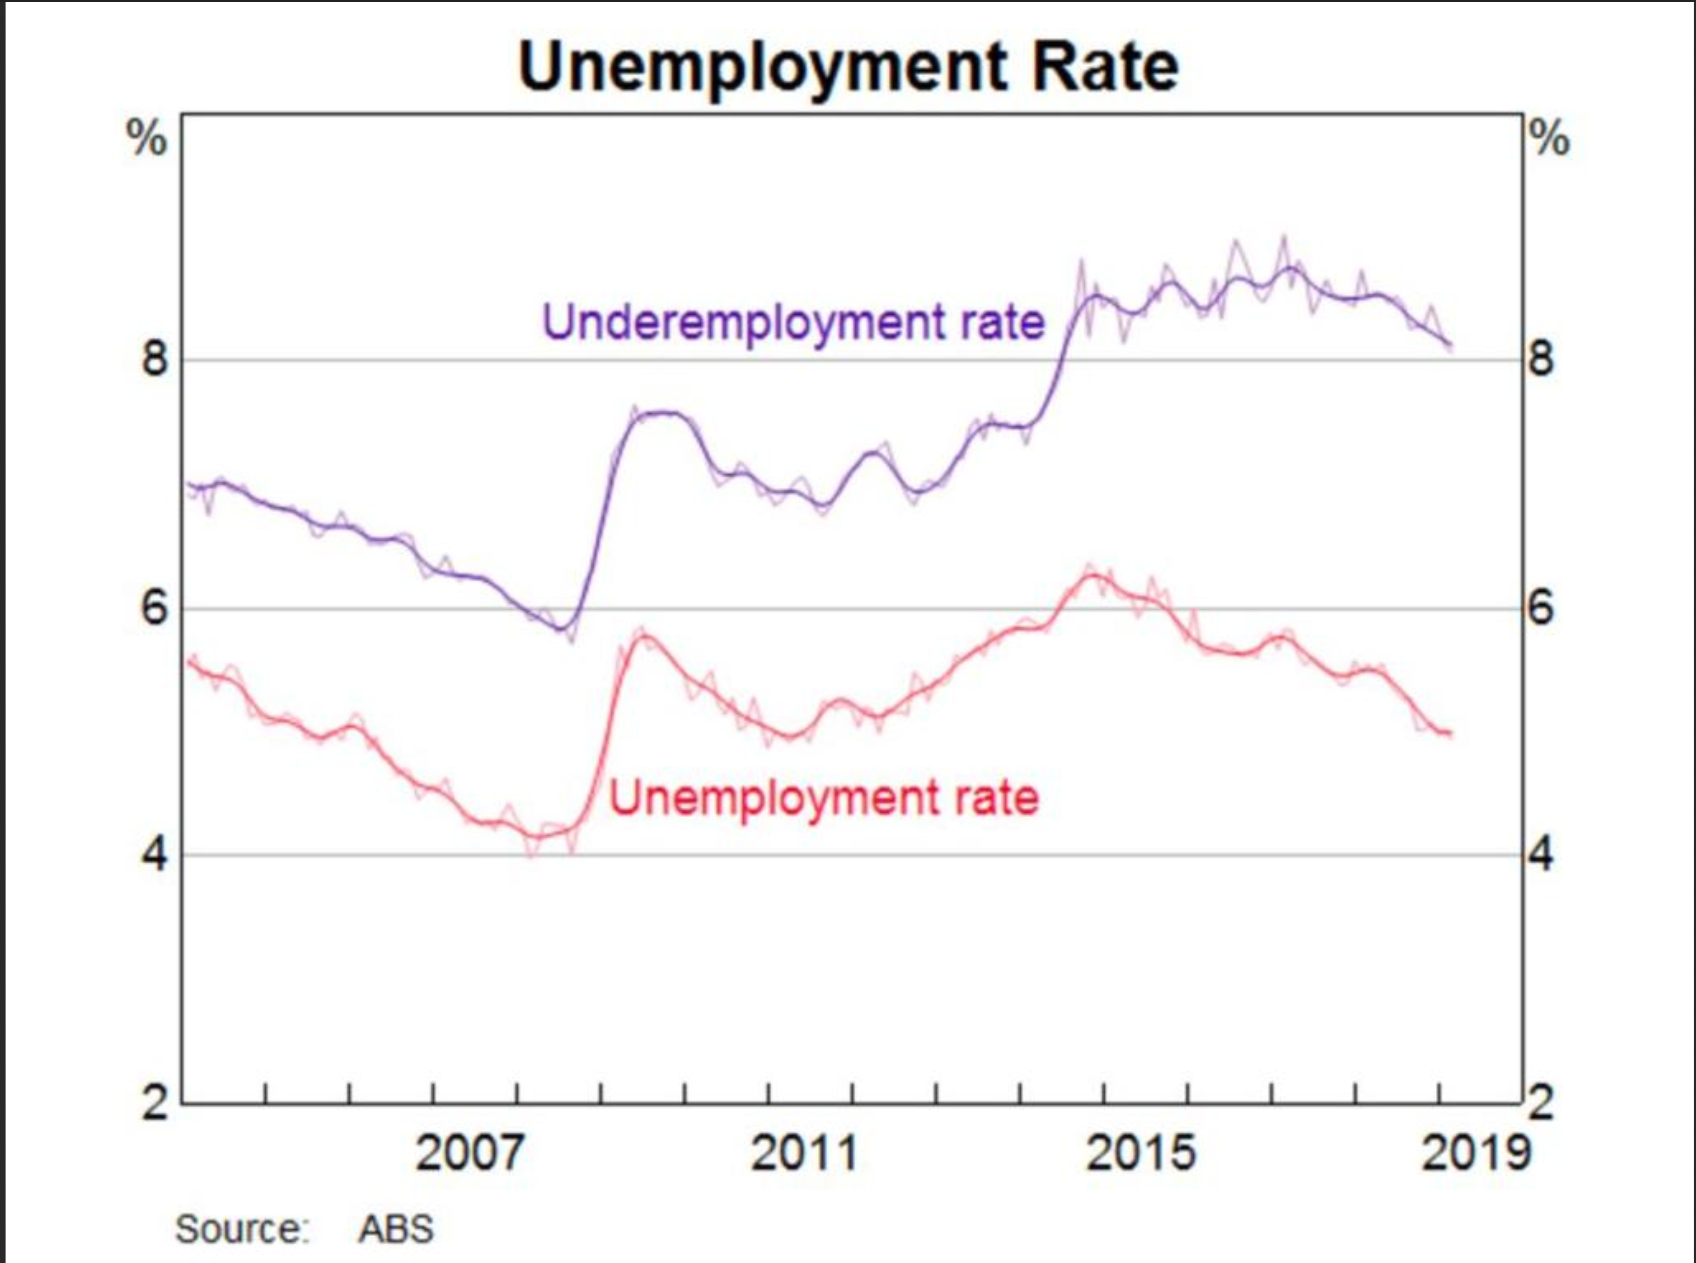 Unemployment Rate
% %
Underemployment rate
8 8
6 6
Unemployment rate
4 4
2 2
2007 2011 2015 2019
Source: ABS